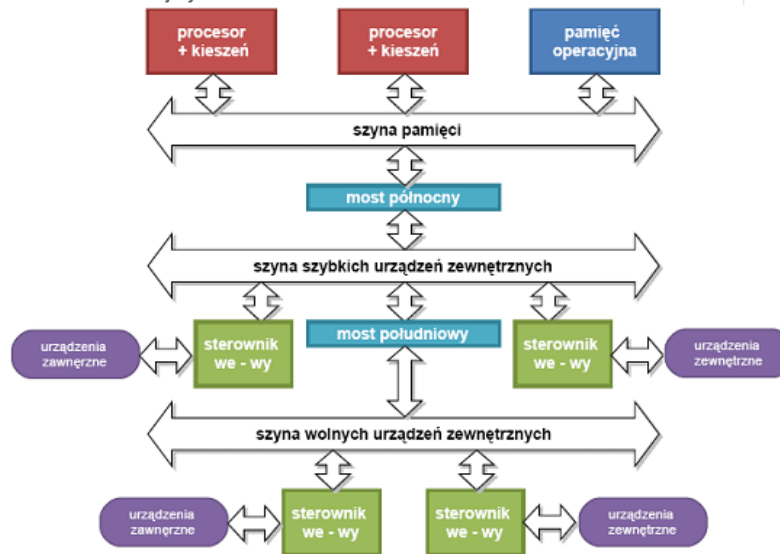 procesor
+ kieszeń
procesor
+ kieszeń
pamięć
operacyjna
szyna pamięci
most północny
szyna szybkich urządzeń zewnętrznych
urządzenia
zawnęrzne
sterownik
we - wy
most południowy
sterownik
we - wy
urządzenia
zewnętrzne
szyna wolnych urządzeń zewnętrznych
urządzenia
zawnęrzne
sterownik
we - wy
sterownik
we - wy
urządzenia
zewnętrzne